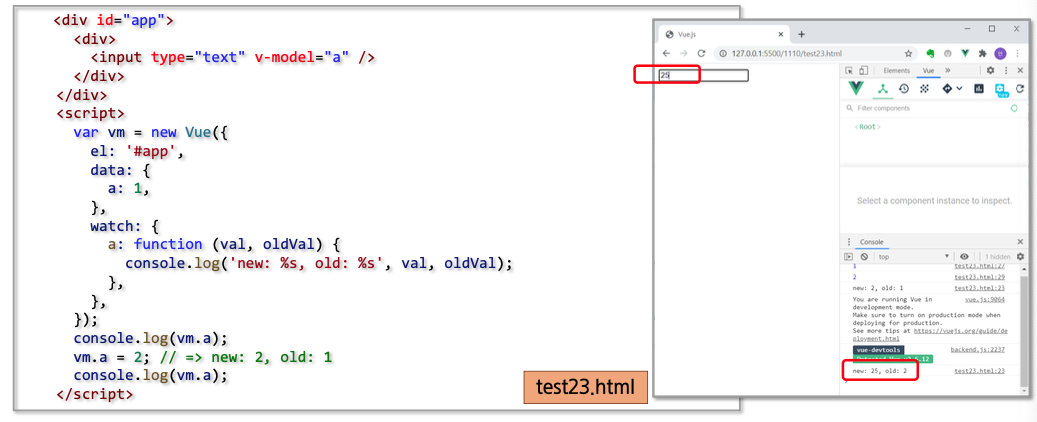 <div id="app">
<div>
<input type="text" v-model="a" />
</div>
</div>
<script>
var vm = new Vue({
el: '#app',
data: {
a: 1,
},
watch: {
a: function (val, oldVal) {
console.log('new: %s, old: %s', val, oldVal);
},
},
});
console.log(vm.a);
vm.a = 2; // => new: 2, old: 1
console.log(vm.a);
</script>
test23.html
Vue.js
127.0.0.1:5500/1110/test23.html
25
Elements Vue
Filter components
<Root>
Select a component instance to inspect.
Console
top 1 hidden
1 test23.html:27
2 test23.html:29
new: 2, old: 1 test23.html:23
You are running Vue in vue.js:9064
development mode.
Make sure to turn on production mode when
deploying for production.
See more tips at https://vuejs.org/guide/de
ployment.html
vue-devtools backend.js:2237
new: 25, old: 2 test23.html:23